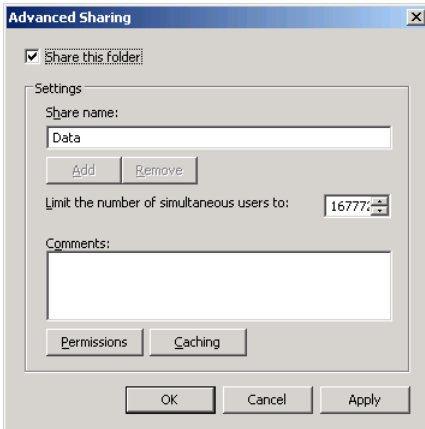 Advanced Sharing
Share this folder
Settings
Share name:
Data
Add Remove
Limit the number of simultaneous users to:
Comments:
Permissions Caching
OK Cancel Apply